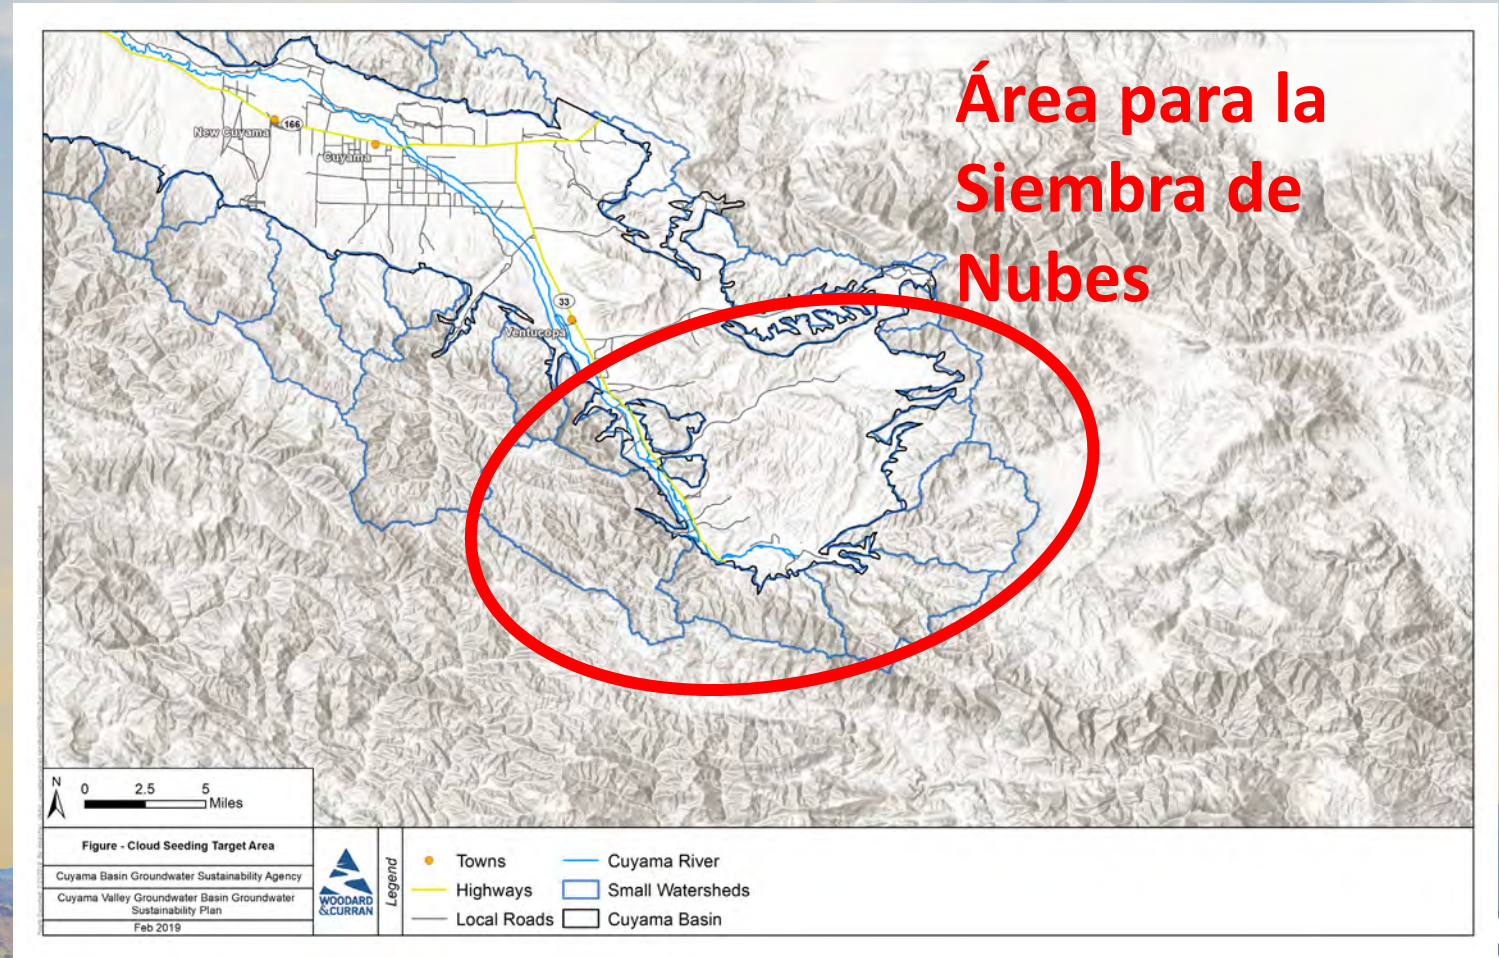 Área para la
Siembra de
Nubes
New Cuyama
166
Cuyama
33
Ventucopa
N
0 2.5 5
Miles
Figure - Cloud Seeding Target Area
Cuyama Basin Groundwater Sustainability Agency
Cuyama Valley Groundwater Basin Groundwater
Sustainability Plan
Feb 2019
WOODARD
&CURRAN
Legend
Towns
Highways
Local Roads
Cuyama River
Small Watersheds
Cuyama Basin